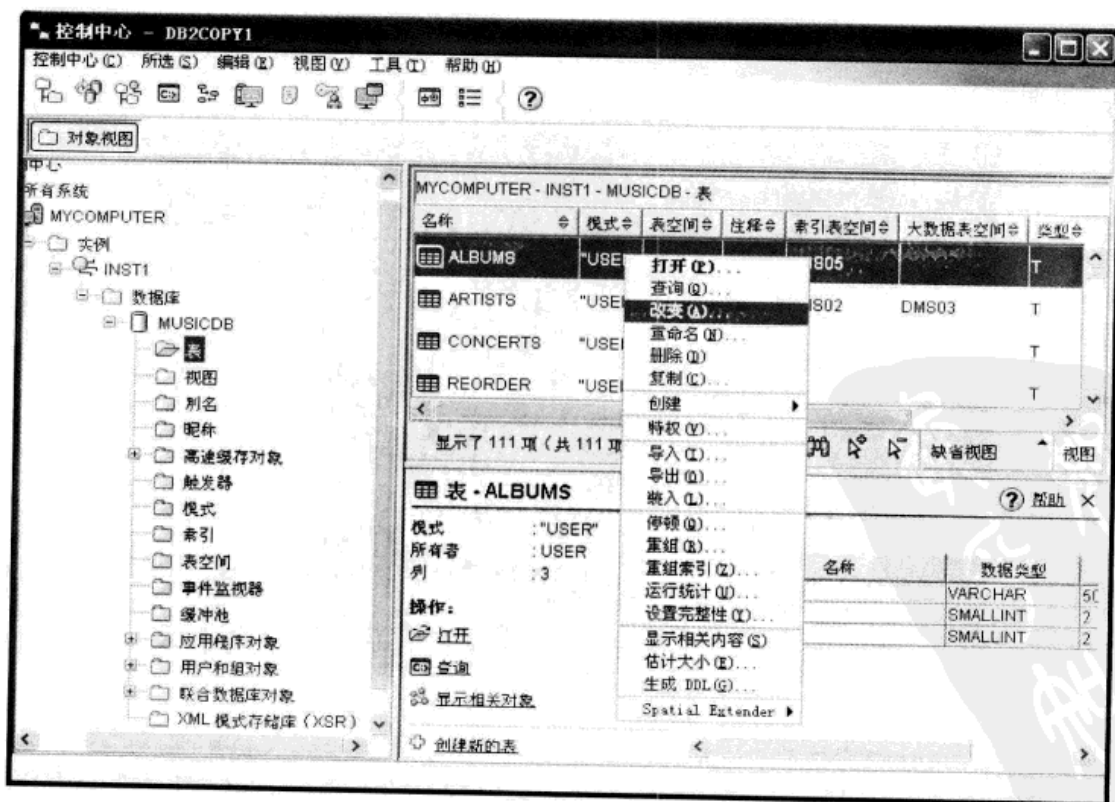 控制中心 - DB2COPY1
控制中心(C) 所选(S) 编辑(E) 视图(V) 工具(T) 帮助(H)
对象视图
中心
所有系统
MYCOMPUTER
实例
INST1
数据库
MUSICDB
表
视图
别名
昵称
高速缓存对象
触发器
模式
索引
表空间
事件监视器
缓冲池
应用程序对象
用户和组对象
联合数据库对象
XML 模式存储库(XSR)
MYCOMPUTER - INST1 - MUSICDB - 表
名称 模式 表空间 注释 索引表空间 大数据表空间 类型
ALBUMS "USE S05 T
ARTISTS "USE MS02 DMS03 T
CONCERTS "USE T
REORDER "USE T
显示了 111 项(共 111 项 缺省视图 视图
打开(P)...
查询(Q)...
改变(A)...
重命名(N)...
删除(D)
复制(C)...
创建
特权(V)...
导入(I)...
导出(O)...
装入(L)...
停顿(Q)...
重组(R)...
重组索引(Z)...
运行统计(U)...
设置完整性(Y)...
显示相关内容(S)
估计大小(E)...
生成 DDL(G)...
Spatial Extender
表 - ALBUMS
帮助
模式 : "USER"
所有者 : USER
列 : 3
操作:
打开
查询
显示相关对象
创建新的表
名称 数据类型
VARCHAR 50
SMALLINT 2
SMALLINT 2